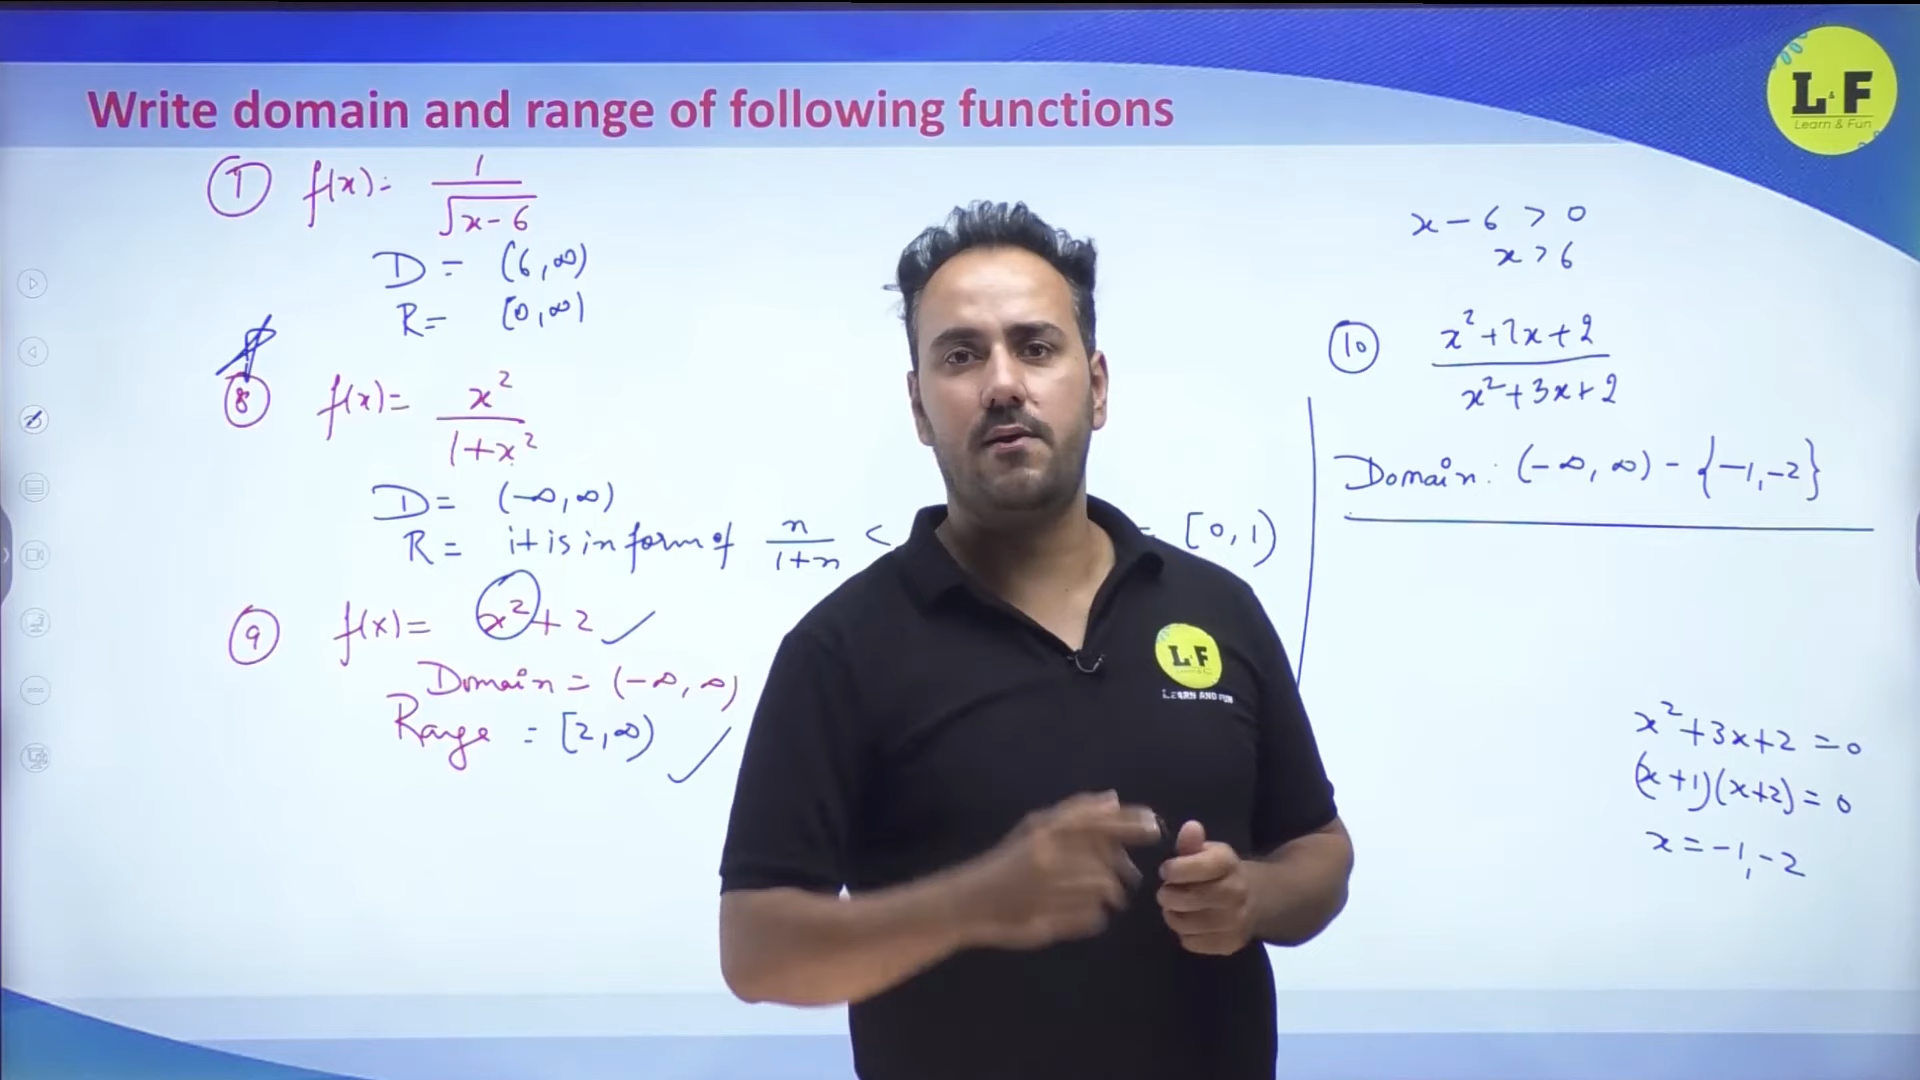 Write domain and range of following functions
L&F
Learn & Fun
① f(x)= 1/√x-6
D = (6,∞)
R= [0,∞)
⑧ f(x)= x²/1+x²
D= (-∞,∞)
R = it is in form of n/1+n <
= [0,1)
⑨ f(x)= x²+2 ✓
Domain = (-∞, ∞)
Range = [2,∞) ✓
x-6 > 0
x>6
⑩ x²+7x+2/x²+3x+2
Domain: (-∞, ∞) - {-1,-2}
x²+3x+2 =0
(x+1)(x+2)=0
x=-1,-2
L&F
LEARN AND FUN